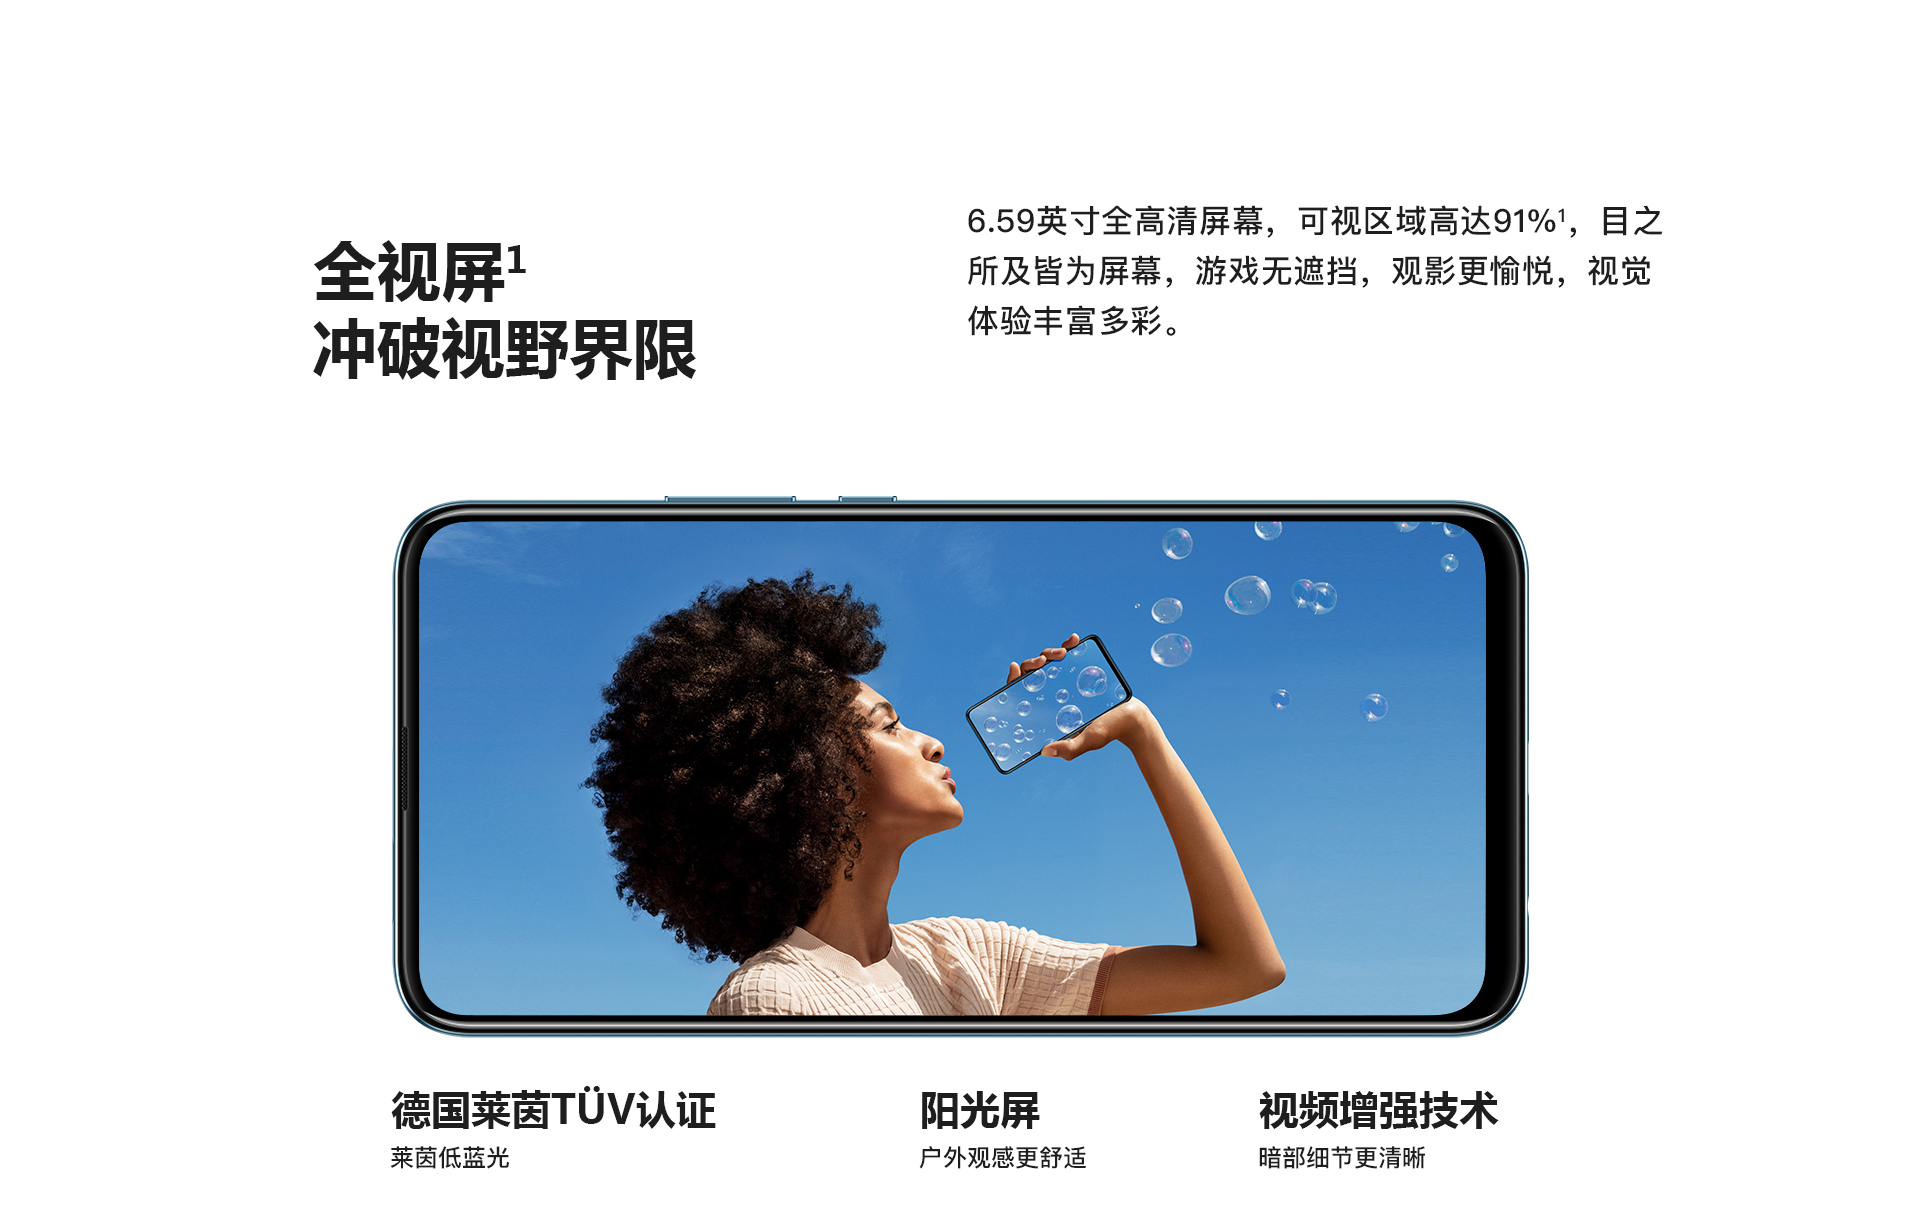 全视屏¹
冲破视野界限
6.59英寸全高清屏幕，可视区域高达91%¹，目之
所及皆为屏幕，游戏无遮挡，观影更愉悦，视觉
体验丰富多彩。
德国莱茵TÜV认证
莱茵低蓝光
阳光屏
户外观感更舒适
视频增强技术
暗部细节更清晰